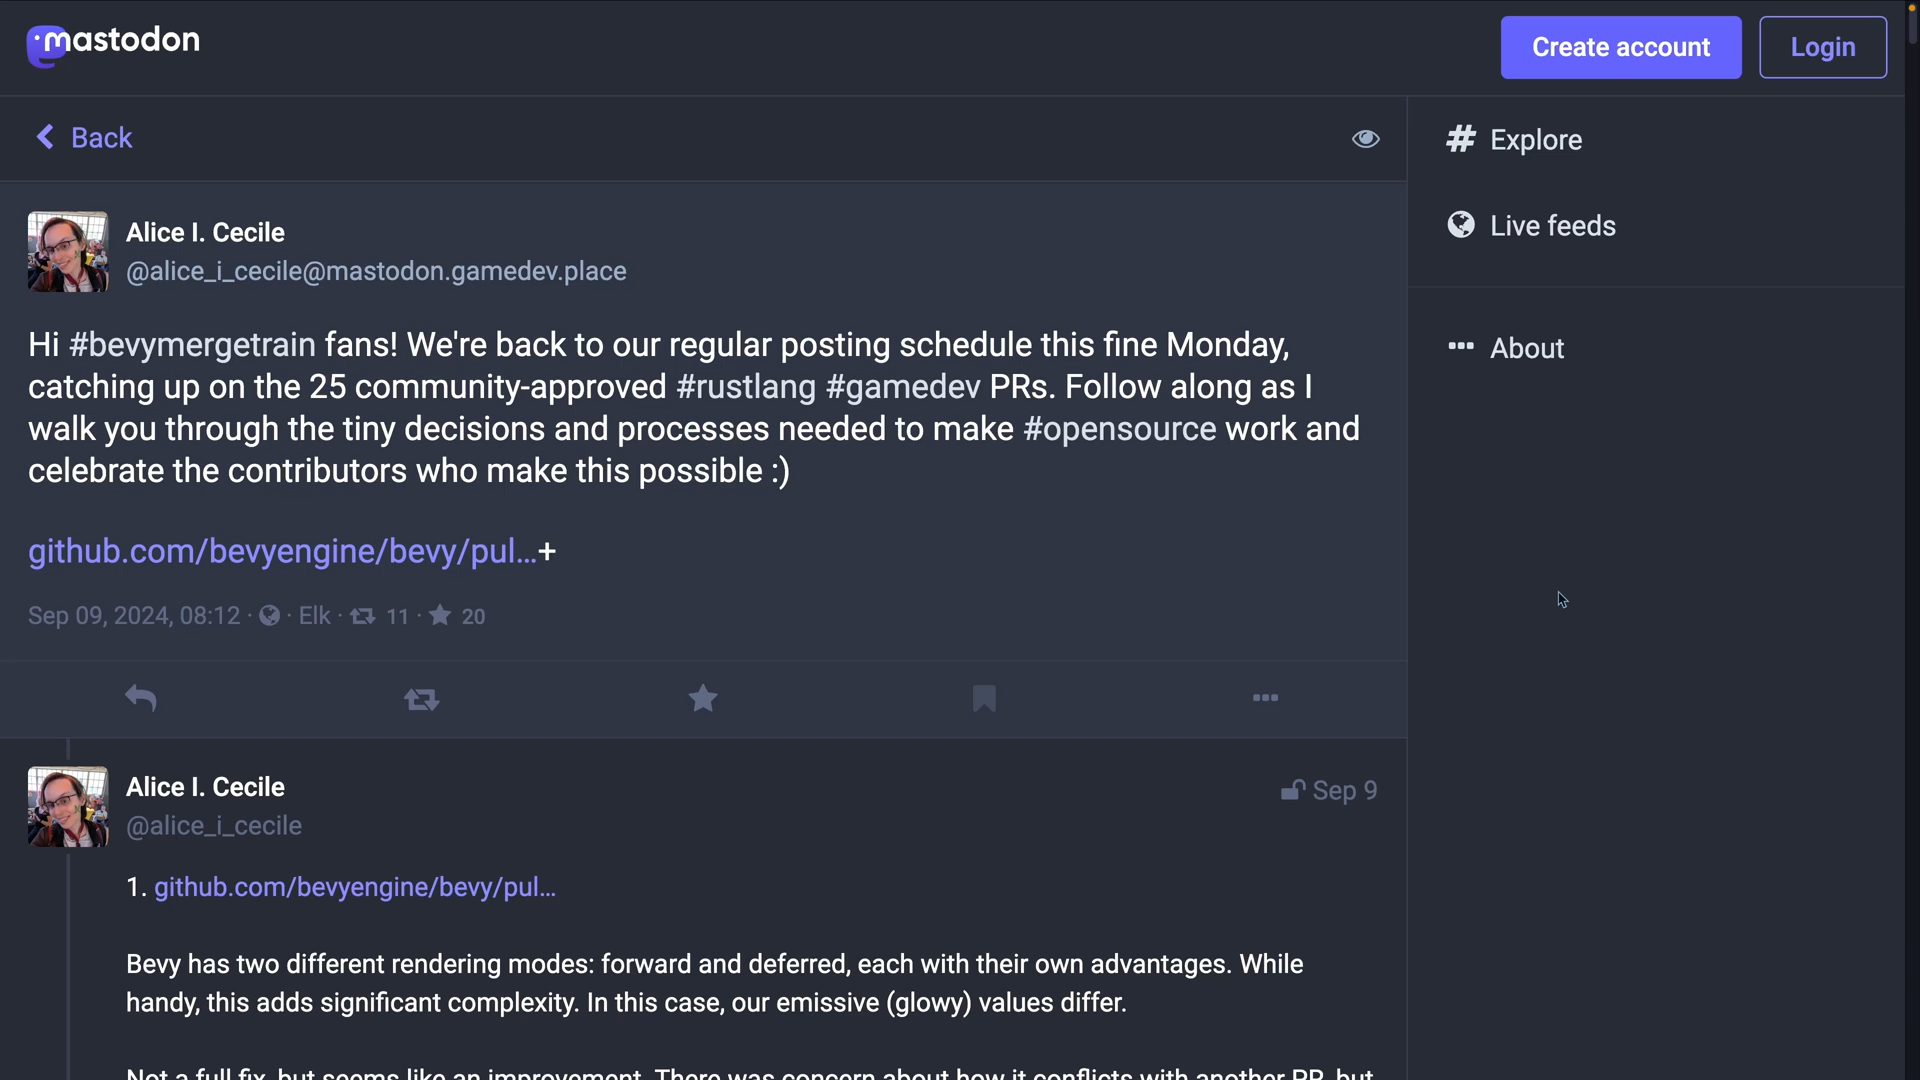 mastodon
Create account
Login
Back
# Explore
Live feeds
About
Alice I. Cecile
@alice_i_cecile@mastodon.gamedev.place
Hi #bevymergetrain fans! We're back to our regular posting schedule this fine Monday,
catching up on the 25 community-approved #rustlang #gamedev PRs. Follow along as I
walk you through the tiny decisions and processes needed to make #opensource work and
celebrate the contributors who make this possible :)
github.com/bevyengine/bevy/pul…+
Sep 09, 2024, 08:12 · · Elk · 11 · 20
Alice I. Cecile
Sep 9
@alice_i_cecile
1. github.com/bevyengine/bevy/pul…
Bevy has two different rendering modes: forward and deferred, each with their own advantages. While
handy, this adds significant complexity. In this case, our emissive (glowy) values differ.
Not a full fix, but seems like an improvement. There was concern about how it conflicts with another PR, but